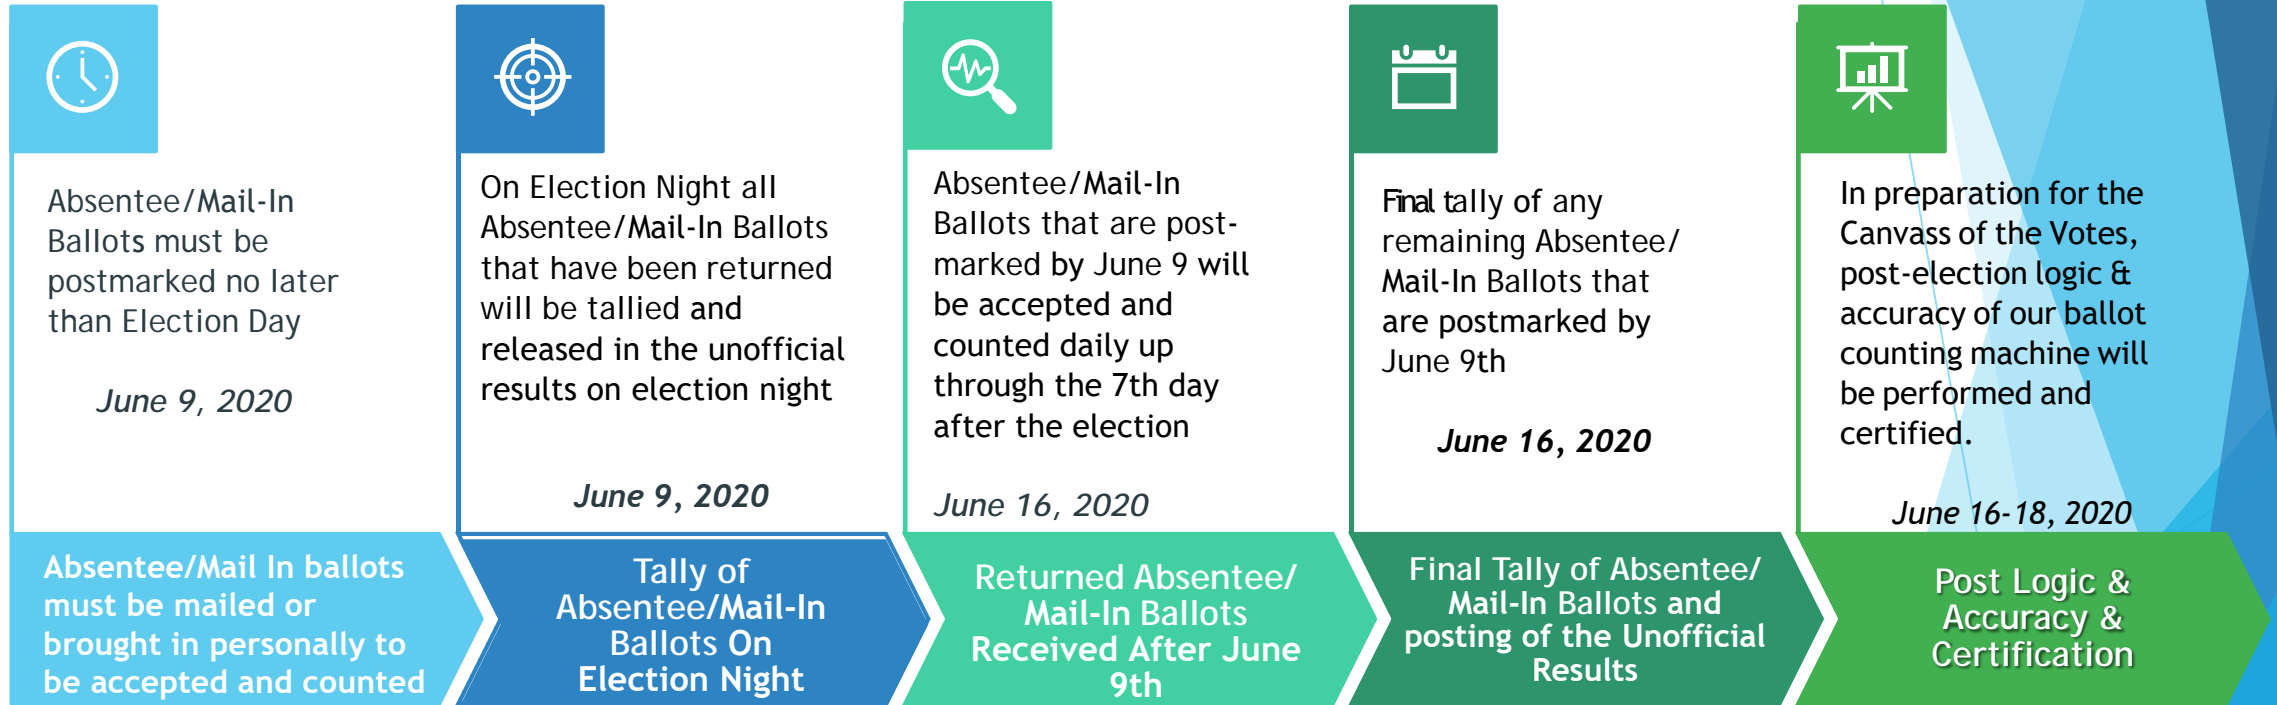 Absentee/Mail-In
Ballots must be
postmarked no later
than Election Day
June 9, 2020
Absentee/Mail In ballots
must be mailed or
brought in personally to
be accepted and counted
On Election Night all
Absentee/Mail-In Ballots
that have been returned
will be tallied and
released in the unofficial
results on election night
June 9, 2020
Tally of
Absentee/Mail-In
Ballots On
Election Night
Absentee/Mail-In
Ballots that are post-
marked by June 9 will
be accepted and
counted daily up
through the 7th day
after the election
June 16, 2020
Returned Absentee/
Mail-In Ballots
Received After June
9th
Final tally of any
remaining Absentee/
Mail-In Ballots that
are postmarked by
June 9th
June 16, 2020
Final Tally of Absentee/
Mail-In Ballots and
posting of the Unofficial
Results
In preparation for the
Canvass of the Votes,
post-election logic &
accuracy of our ballot
counting machine will
be performed and
certified.
June 16-18, 2020
Post Logic &
Accuracy &
Certification